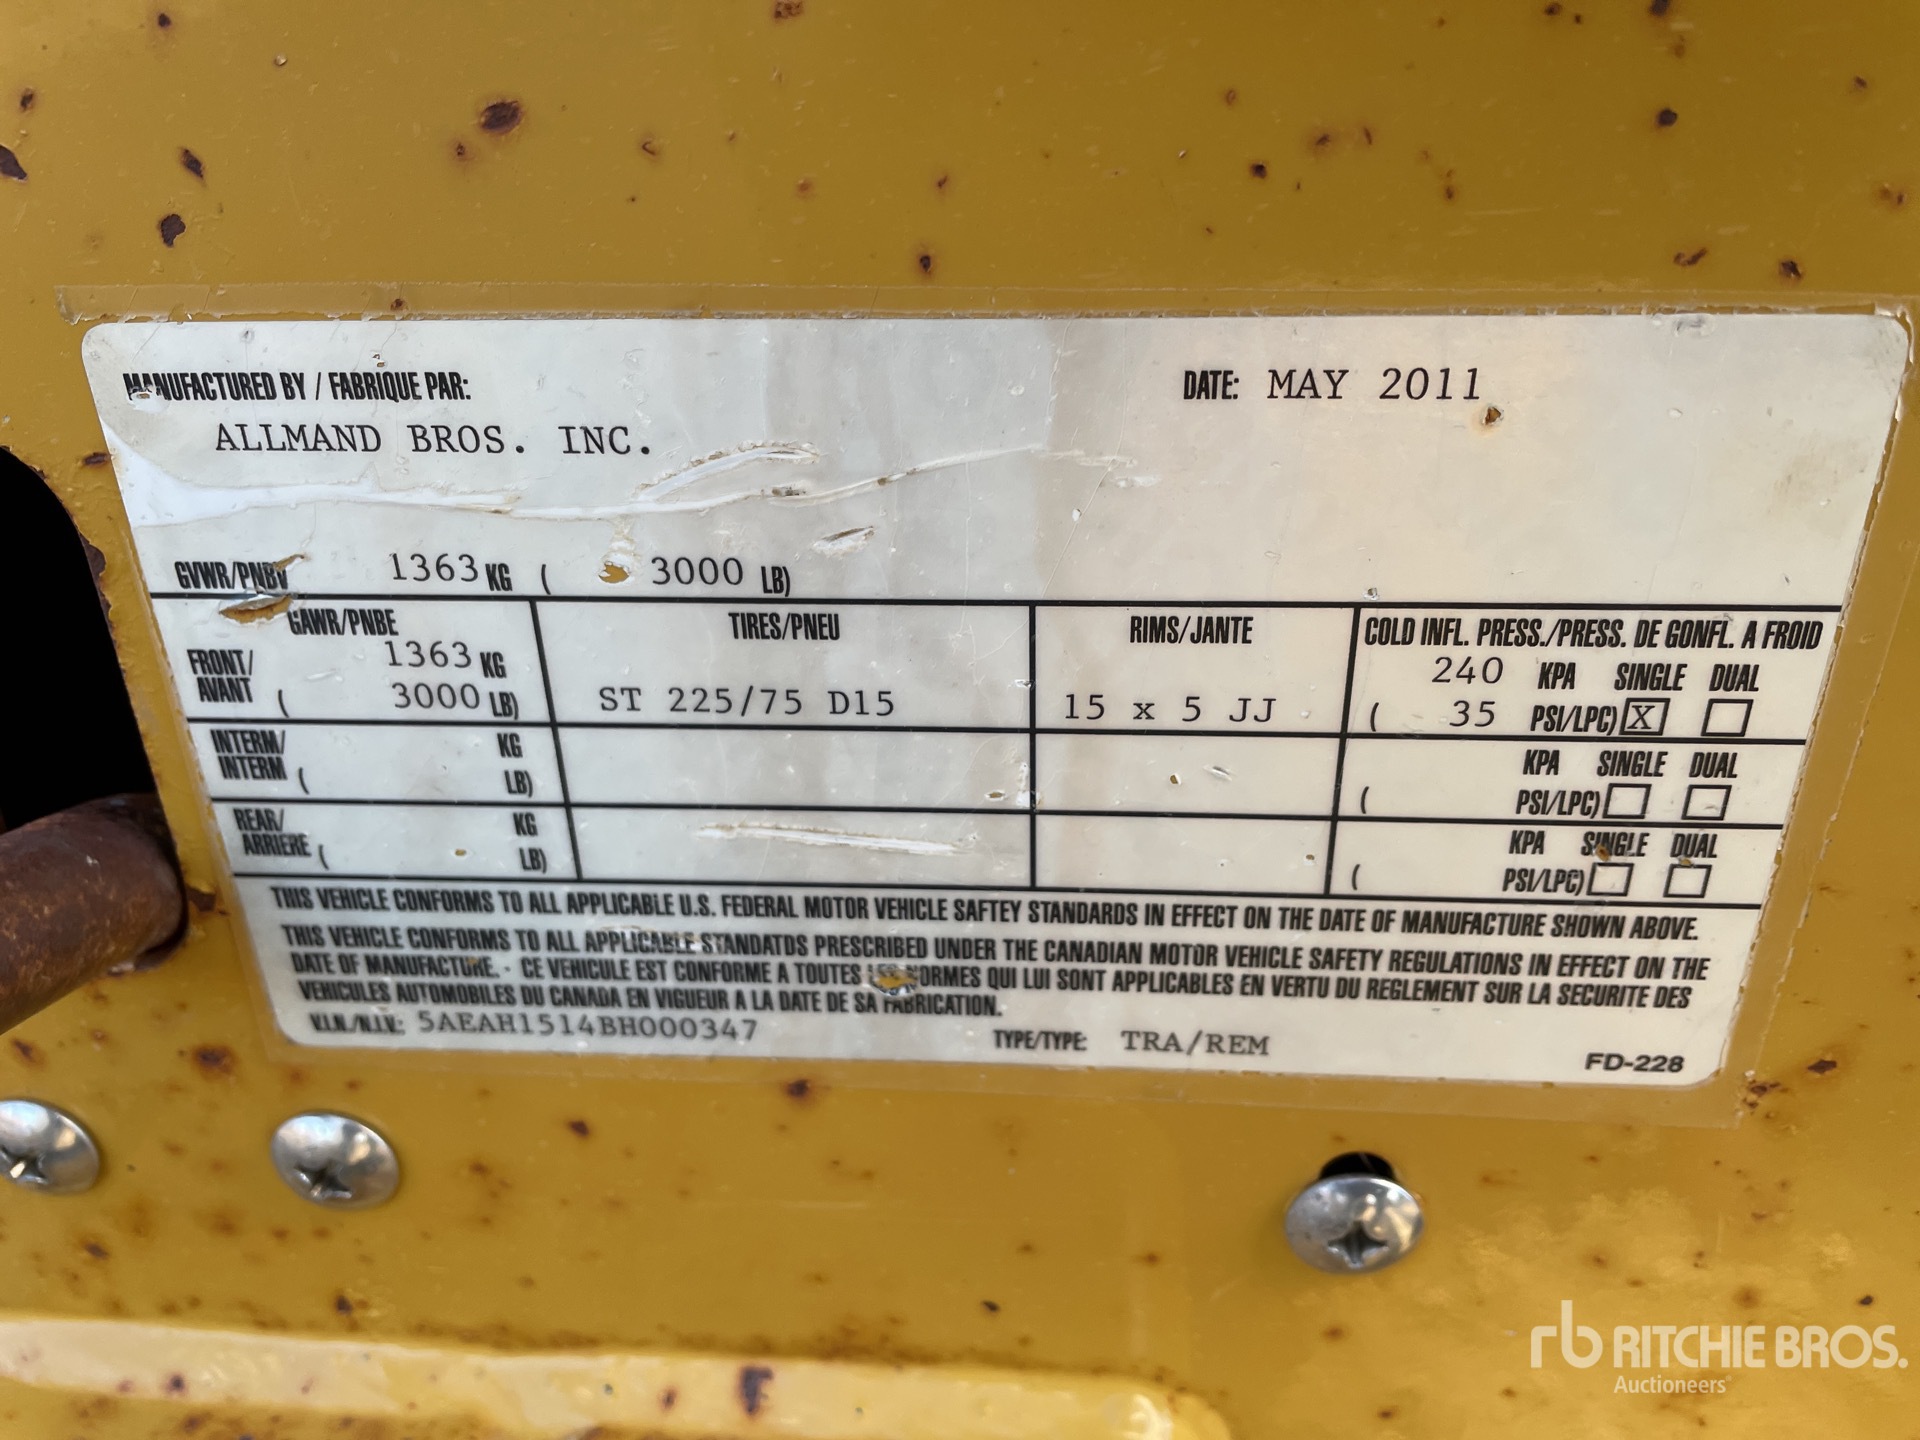 MANUFACTURED BY / FABRIQUE PAR:
DATE: MAY 2011
ALLMAND BROS. INC.
GVWR/PNBV 1363 KG ( 3000 LB)
GAWR/PNBE TIRES/PNEU RIMS/JANTE COLD INFL. PRESS./PRESS. DE GONFL. A FROID
FRONT/ 1363 KG 240 KPA SINGLE DUAL
AVANT ( 3000 LB) ST 225/75 D15 15 x 5 JJ ( 35 PSI/LPC) X
INTERM/ KG KPA SINGLE DUAL
INTERM ( LB) ( PSI/LPC)
REAR/ KG KPA SINGLE DUAL
ARRIERE ( LB) ( PSI/LPC)
THIS VEHICLE CONFORMS TO ALL APPLICABLE U.S. FEDERAL MOTOR VEHICLE SAFTEY STANDARDS IN EFFECT ON THE DATE OF MANUFACTURE SHOWN ABOVE.
THIS VEHICLE CONFORMS TO ALL APPLICABLE STANDATDS PRESCRIBED UNDER THE CANADIAN MOTOR VEHICLE SAFETY REGULATIONS IN EFFECT ON THE
DATE OF MANUFACTURE. - CE VEHICULE EST CONFORME A TOUTES LES NORMES QUI LUI SONT APPLICABLES EN VERTU DU REGLEMENT SUR LA SECURITE DES
VEHICULES AUTOMOBILES DU CANADA EN VIGUEUR A LA DATE DE SA FABRICATION.
V.I.N./N.I.V.: 5AEAH1514BH000347 TYPE/TYPE: TRA/REM
FD-228
rb RITCHIE BROS.
Auctioneers